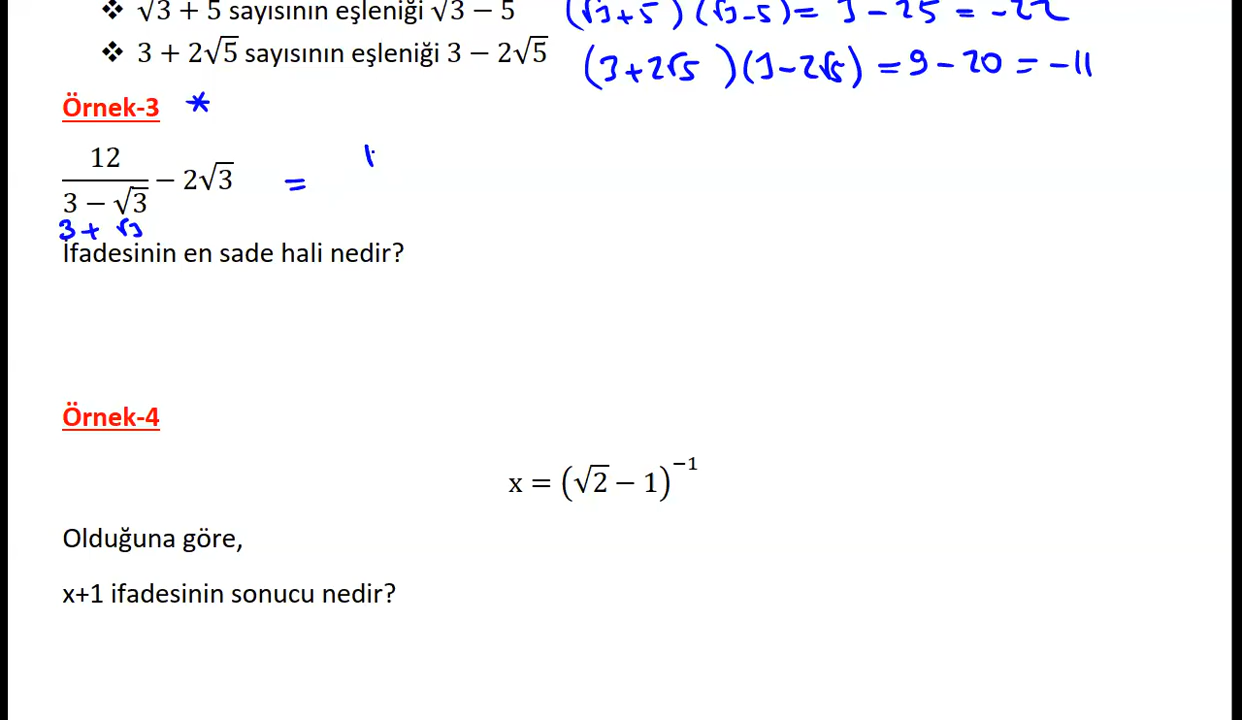 ❖ √3 + 5 sayısının eşleniği √3 − 5 (√3+5)(√3-5)= 3-25 = -22
❖ 3 + 2√5 sayısının eşleniği 3 − 2√5 (3+2√5)(3-2√5) = 9-20 = -11
Örnek-3 *
12/(3 − √3) − 2√3 =
3+ √3
İfadesinin en sade hali nedir?
Örnek-4
x = (√2 − 1)⁻¹
Olduğuna göre,
x+1 ifadesinin sonucu nedir?